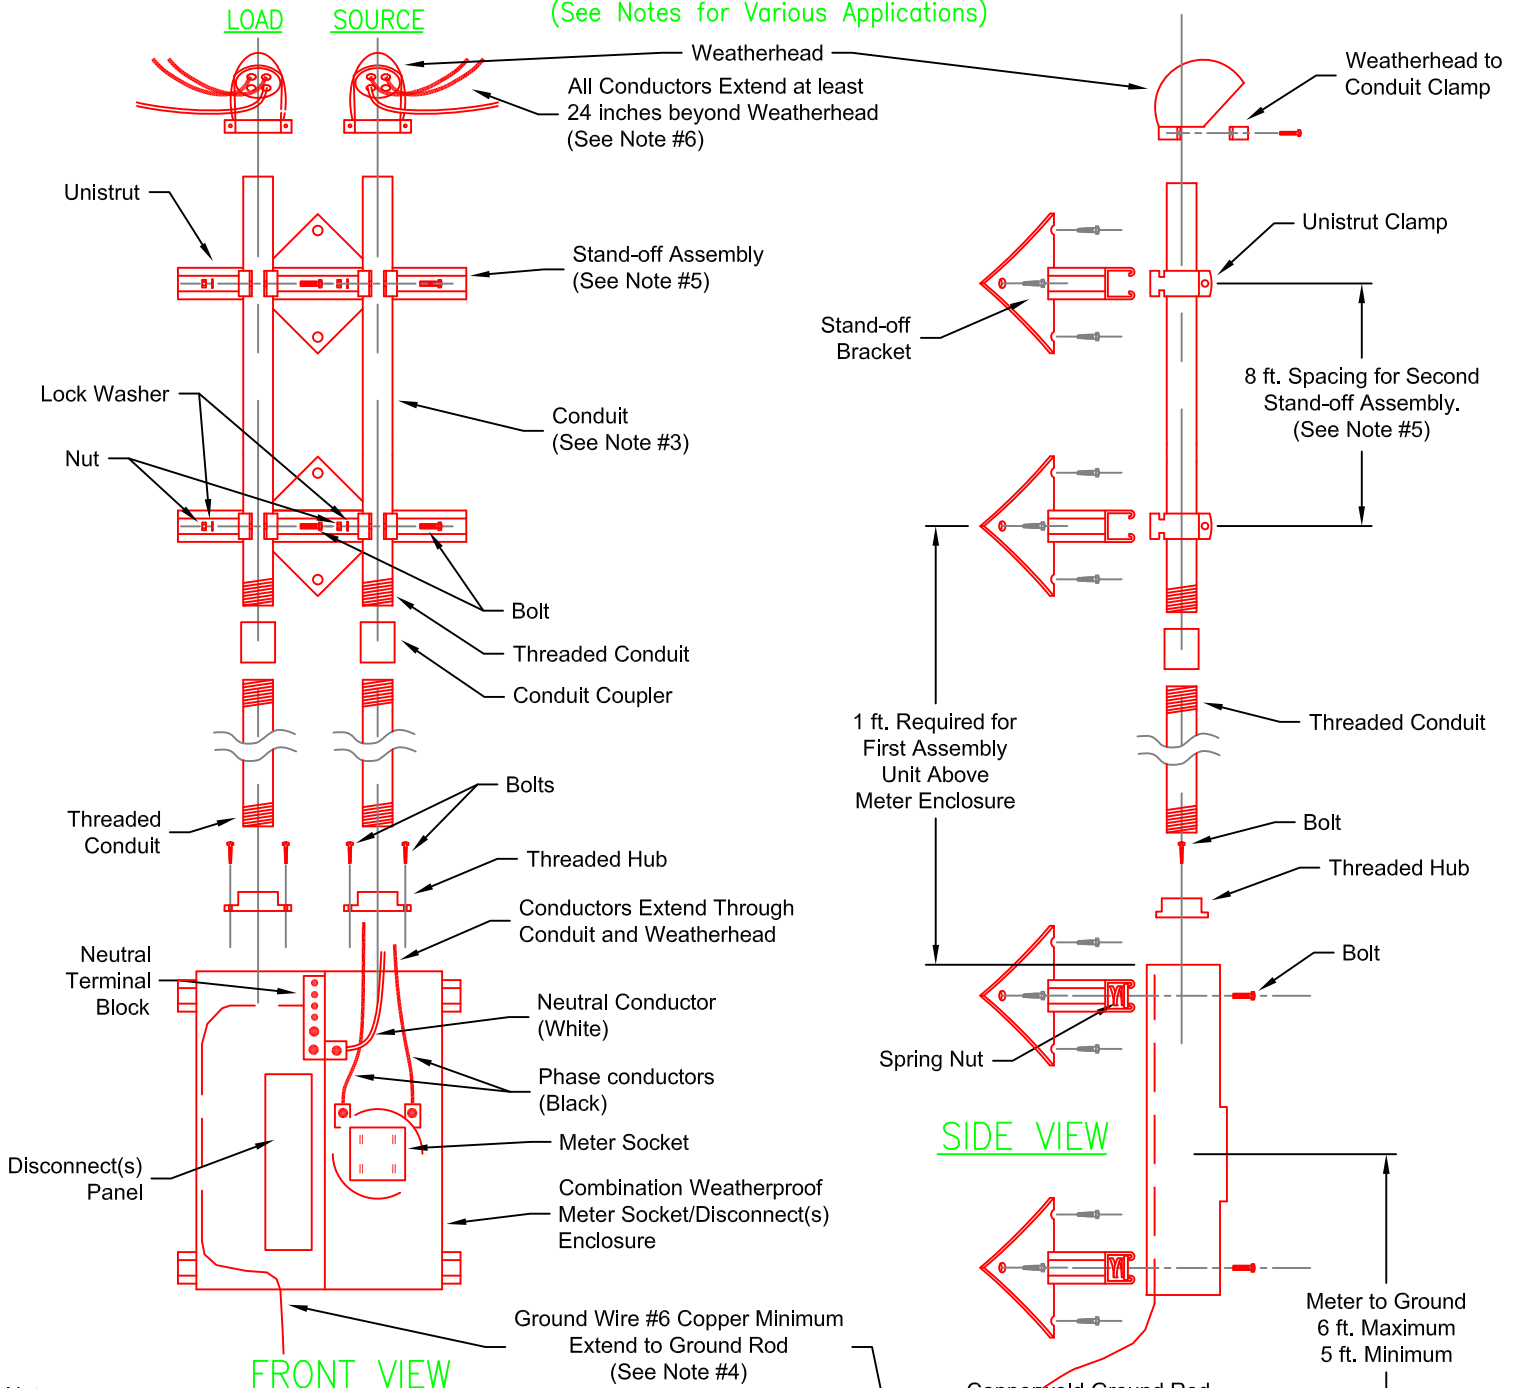 LOAD
SOURCE
(See Notes for Various Applications)
Weatherhead
Weatherhead to
Conduit Clamp
All Conductors Extend at least
24 inches beyond Weatherhead
(See Note #6)
Unistrut
Unistrut Clamp
Stand-off Assembly
(See Note #5)
Stand-off
Bracket
8 ft. Spacing for Second
Stand-off Assembly.
(See Note #5)
Lock Washer
Conduit
(See Note #3)
Nut
Bolt
Threaded Conduit
Conduit Coupler
1 ft. Required for
First Assembly
Unit Above
Meter Enclosure
Threaded Conduit
Bolts
Threaded
Conduit
Bolt
Threaded Hub
Threaded Hub
Conductors Extend Through
Conduit and Weatherhead
Neutral
Terminal
Block
Bolt
Neutral Conductor
(White)
Spring Nut
Phase conductors
(Black)
SIDE VIEW
Meter Socket
Disconnect(s)
Panel
Combination Weatherproof
Meter Socket/Disconnect(s)
Enclosure
Meter to Ground
6 ft. Maximum
5 ft. Minimum
Ground Wire #6 Copper Minimum
Extend to Ground Rod
(See Note #4)
FRONT VIEW